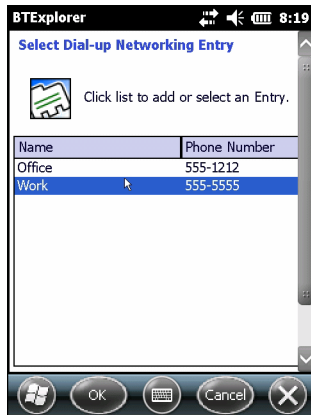 BTExplorer 8:19
Select Dial-up Networking Entry
Click list to add or select an Entry.
Name Phone Number
Office 555-1212
Work 555-5555
OK Cancel